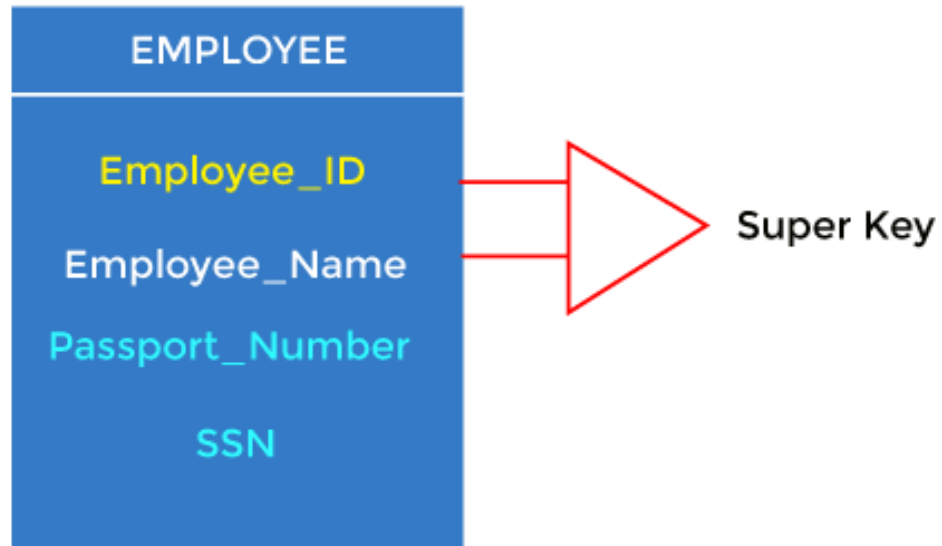 EMPLOYEE
Employee_ID
Employee_Name
Super Key
Passport_Number
SSN